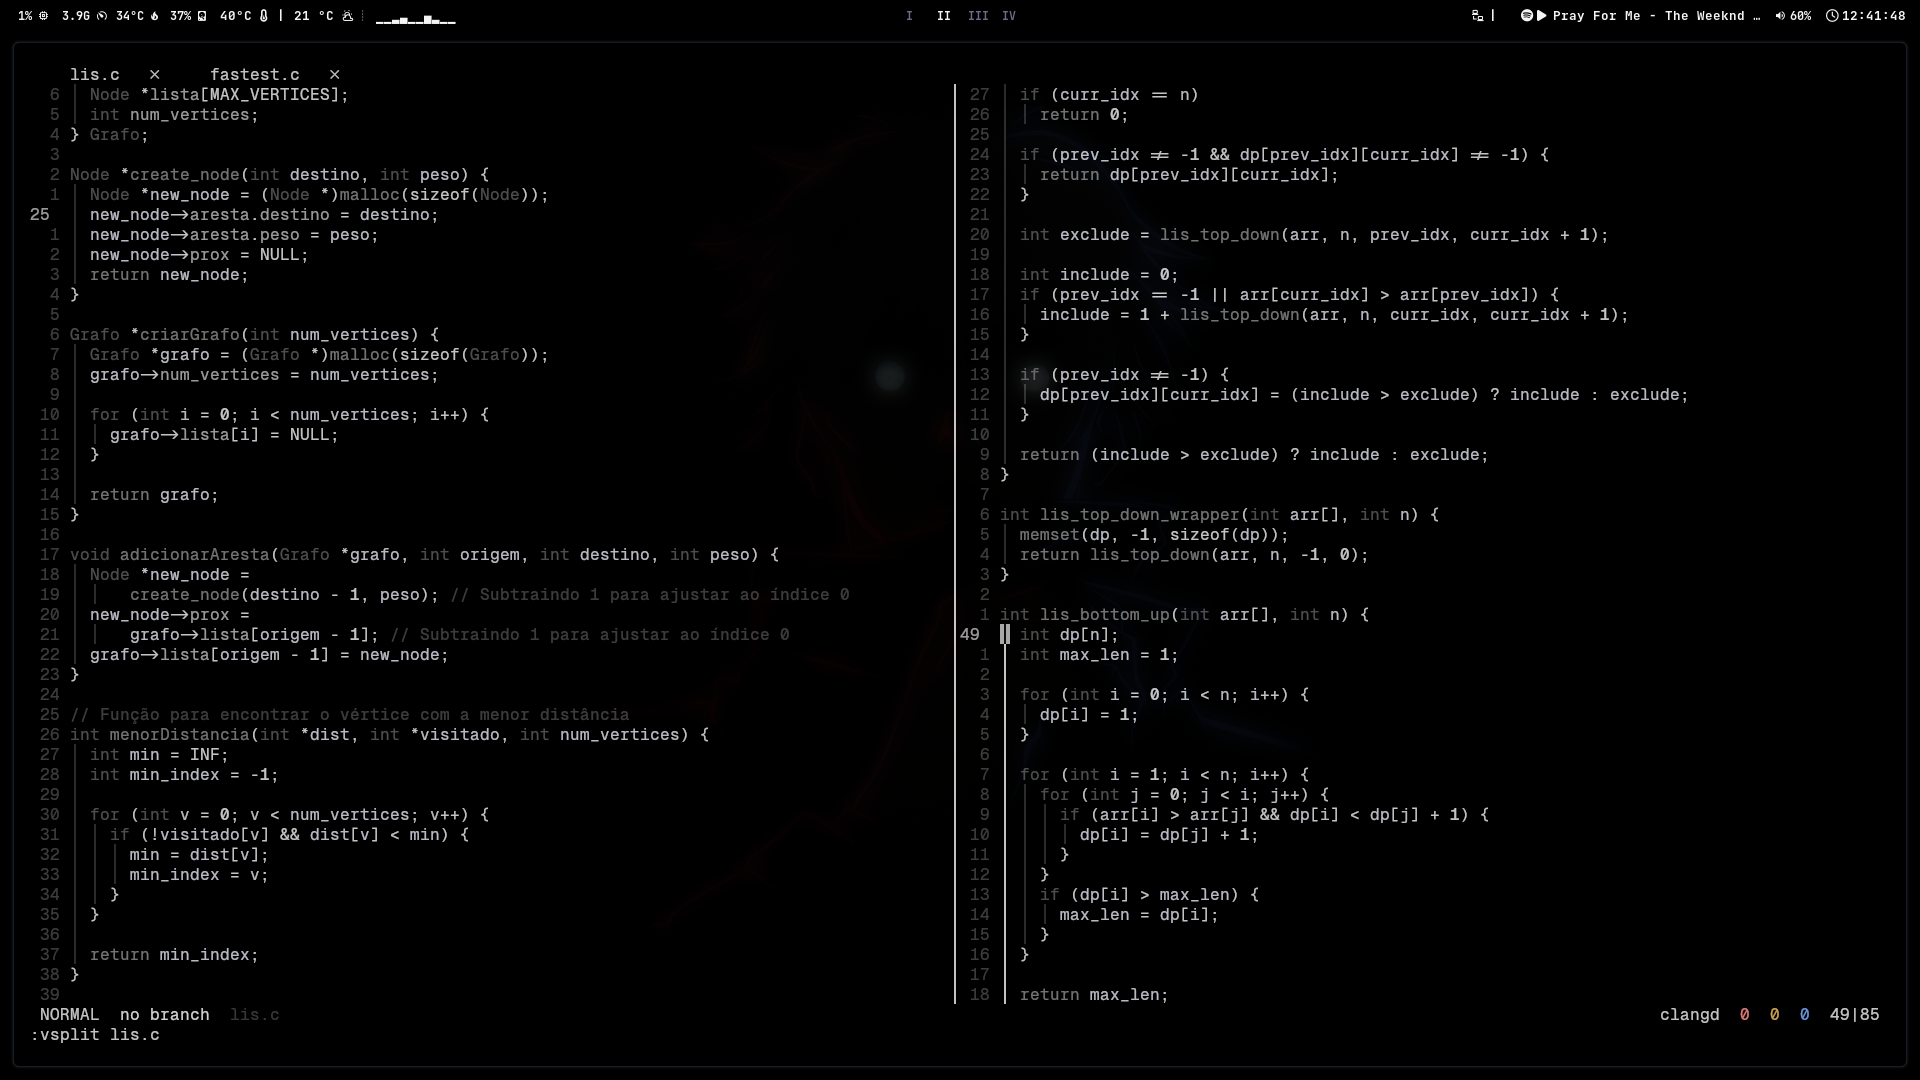 1% 3.9G 34°C 37% 40°C | 21 °C
I II III IV
| Pray For Me - The Weeknd … 60% 12:41:48
lis.c × fastest.c ×
6 Node *lista[MAX_VERTICES];
5 int num_vertices;
4 } Grafo;
3
2 Node *create_node(int destino, int peso) {
1 Node *new_node = (Node *)malloc(sizeof(Node));
25 new_node->aresta.destino = destino;
1 new_node->aresta.peso = peso;
2 new_node->prox = NULL;
3 return new_node;
4 }
5
6 Grafo *criarGrafo(int num_vertices) {
7 Grafo *grafo = (Grafo *)malloc(sizeof(Grafo));
8 grafo->num_vertices = num_vertices;
9
10 for (int i = 0; i < num_vertices; i++) {
11 grafo->lista[i] = NULL;
12 }
13
14 return grafo;
15 }
16
17 void adicionarAresta(Grafo *grafo, int origem, int destino, int peso) {
18 Node *new_node =
19 create_node(destino - 1, peso); // Subtraindo 1 para ajustar ao índice 0
20 new_node->prox =
21 grafo->lista[origem - 1]; // Subtraindo 1 para ajustar ao índice 0
22 grafo->lista[origem - 1] = new_node;
23 }
24
25 // Função para encontrar o vértice com a menor distância
26 int menorDistancia(int *dist, int *visitado, int num_vertices) {
27 int min = INF;
28 int min_index = -1;
29
30 for (int v = 0; v < num_vertices; v++) {
31 if (!visitado[v] && dist[v] < min) {
32 min = dist[v];
33 min_index = v;
34 }
35 }
36
37 return min_index;
38 }
39
27 if (curr_idx == n)
26 return 0;
25
24 if (prev_idx != -1 && dp[prev_idx][curr_idx] != -1) {
23 return dp[prev_idx][curr_idx];
22 }
21
20 int exclude = lis_top_down(arr, n, prev_idx, curr_idx + 1);
19
18 int include = 0;
17 if (prev_idx == -1 || arr[curr_idx] > arr[prev_idx]) {
16 include = 1 + lis_top_down(arr, n, curr_idx, curr_idx + 1);
15 }
14
13 if (prev_idx != -1) {
12 dp[prev_idx][curr_idx] = (include > exclude) ? include : exclude;
11 }
10
9 return (include > exclude) ? include : exclude;
8 }
7
6 int lis_top_down_wrapper(int arr[], int n) {
5 memset(dp, -1, sizeof(dp));
4 return lis_top_down(arr, n, -1, 0);
3 }
2
1 int lis_bottom_up(int arr[], int n) {
49 int dp[n];
1 int max_len = 1;
2
3 for (int i = 0; i < n; i++) {
4 dp[i] = 1;
5 }
6
7 for (int i = 1; i < n; i++) {
8 for (int j = 0; j < i; j++) {
9 if (arr[i] > arr[j] && dp[i] < dp[j] + 1) {
10 dp[i] = dp[j] + 1;
11 }
12 }
13 if (dp[i] > max_len) {
14 max_len = dp[i];
15 }
16 }
17
18 return max_len;
NORMAL no branch lis.c clangd 0 0 0 49|85
:vsplit lis.c